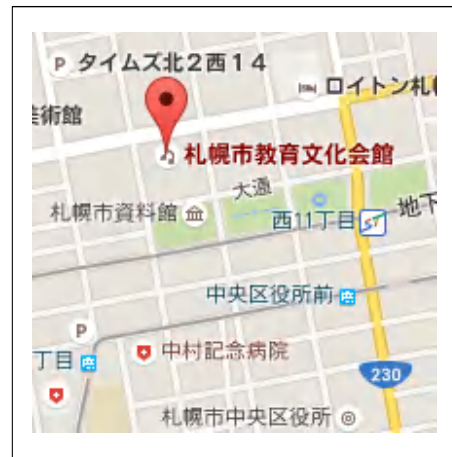 P タイムズ北2西14
ロイトン札
術館
札幌市教育文化会館
大通
札幌市資料館
西11丁目
ST
地下
中央区役所前
P
丁目
中村記念病院
230
札幌市中央区役所